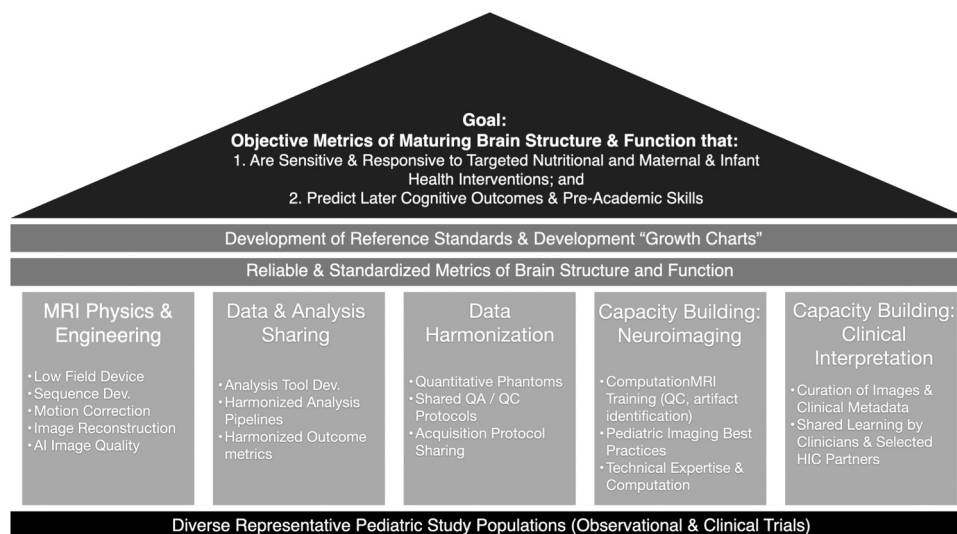 Goal:
Objective Metrics of Maturing Brain Structure & Function that:
1. Are Sensitive & Responsive to Targeted Nutritional and Maternal & Infant
Health Interventions; and
2. Predict Later Cognitive Outcomes & Pre-Academic Skills
Development of Reference Standards & Development “Growth Charts”
Reliable & Standardized Metrics of Brain Structure and Function
MRI Physics &
Engineering
•Low Field Device
•Sequence Dev.
•Motion Correction
•Image Reconstruction
•AI Image Quality
Data & Analysis
Sharing
•Analysis Tool Dev.
•Harmonized Analysis
Pipelines
•Harmonized Outcome
metrics
Data
Harmonization
•Quantitative Phantoms
•Shared QA / QC
Protocols
•Acquisition Protocol
Sharing
Capacity Building:
Neuroimaging
•ComputationMRI
Training (QC, artifact
identification)
•Pediatric Imaging Best
Practices
•Technical Expertise &
Computation
Capacity Building:
Clinical
Interpretation
•Curation of Images &
Clinical Metadata
•Shared Learning by
Clinicians & Selected
HIC Partners
Diverse Representative Pediatric Study Populations (Observational & Clinical Trials)